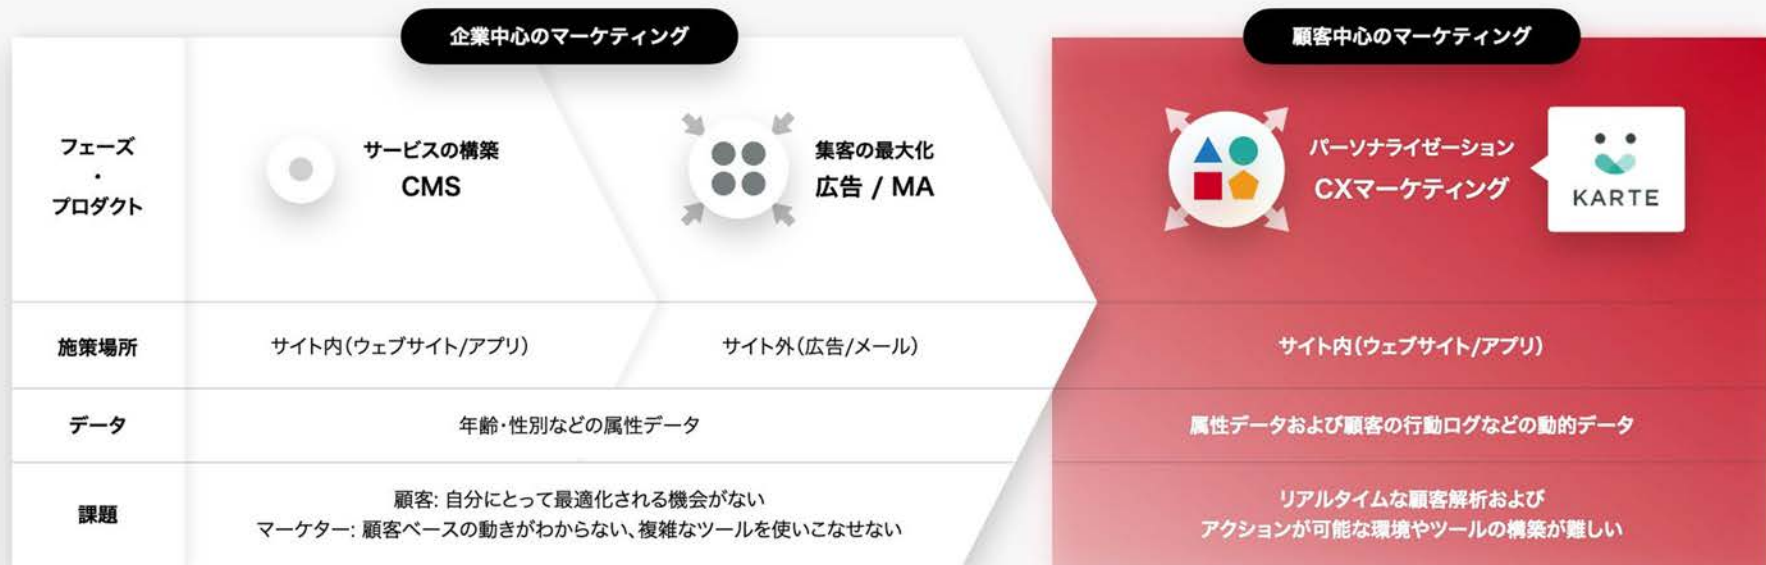 企業中心のマーケティング
顧客中心のマーケティング
フェーズ
・
プロダクト
サービスの構築
CMS
集客の最大化
広告 / MA
パーソナライゼーション
CXマーケティング
KARTE
施策場所
サイト内(ウェブサイト/アプリ)
サイト外(広告/メール)
サイト内(ウェブサイト/アプリ)
データ
年齢・性別などの属性データ
属性データおよび顧客の行動ログなどの動的データ
課題
顧客: 自分にとって最適化される機会がない
マーケター: 顧客ベースの動きがわからない、複雑なツールを使いこなせない
リアルタイムな顧客解析および
アクションが可能な環境やツールの構築が難しい